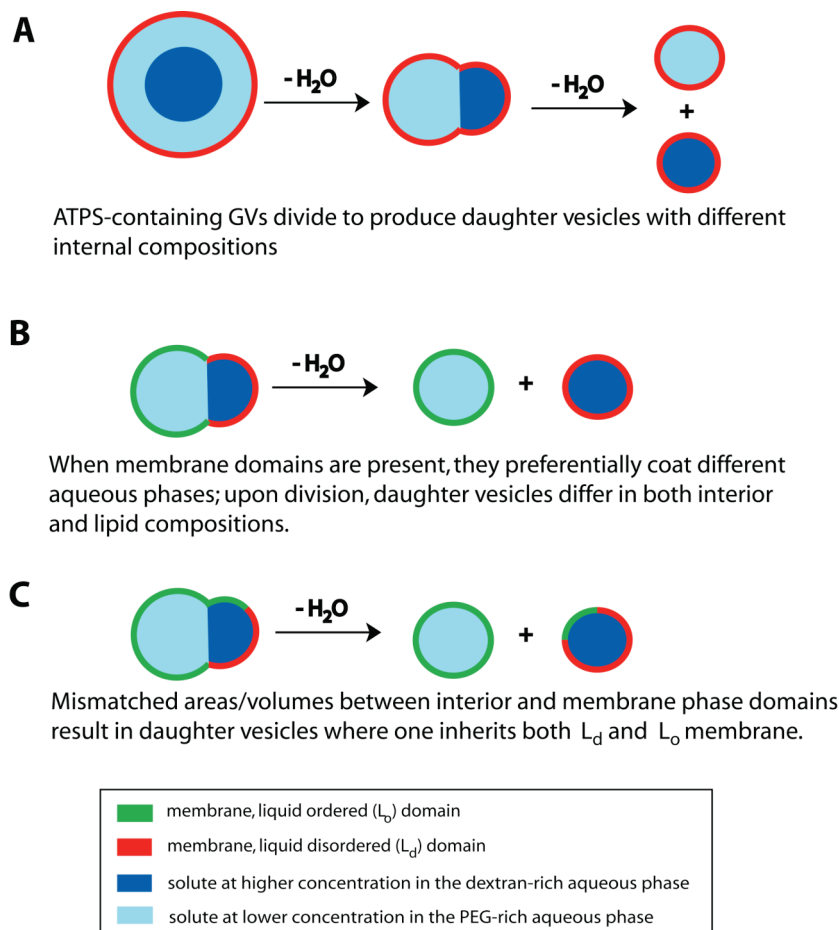 A
- H₂O
- H₂O
+
ATPS-containing GVs divide to produce daughter vesicles with different
internal compositions
B
- H₂O
+
When membrane domains are present, they preferentially coat different
aqueous phases; upon division, daughter vesicles differ in both interior
and lipid compositions.
C
- H₂O
+
Mismatched areas/volumes between interior and membrane phase domains
result in daughter vesicles where one inherits both L_d and L_o membrane.
membrane, liquid ordered (L_o) domain
membrane, liquid disordered (L_d) domain
solute at higher concentration in the dextran-rich aqueous phase
solute at lower concentration in the PEG-rich aqueous phase